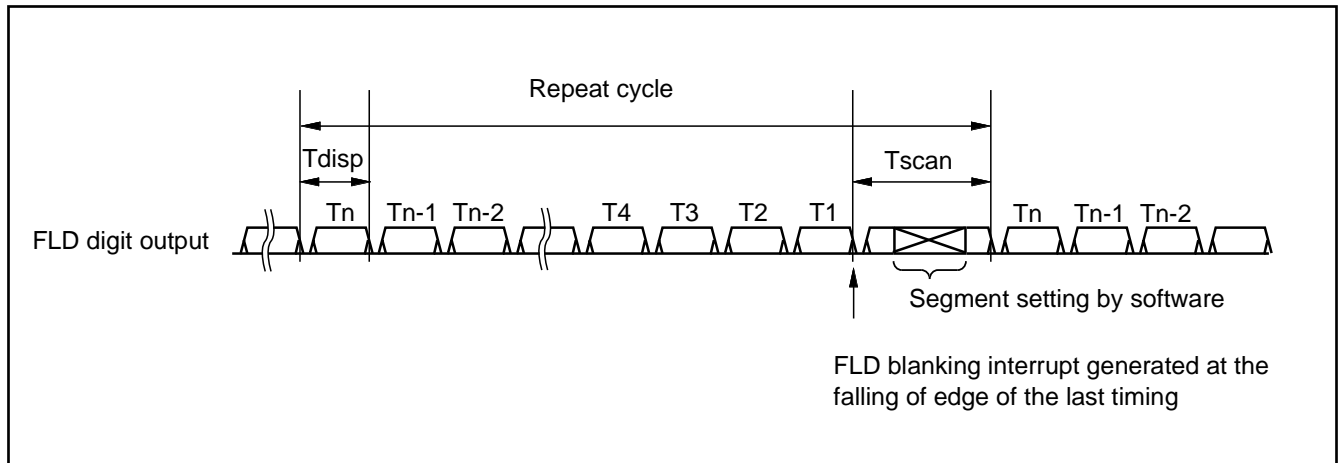 Repeat cycle
Tdisp
Tscan
Tn Tn-1 Tn-2 T4 T3 T2 T1 Tn Tn-1 Tn-2
FLD digit output
Segment setting by software
FLD blanking interrupt generated at the
falling of edge of the last timing